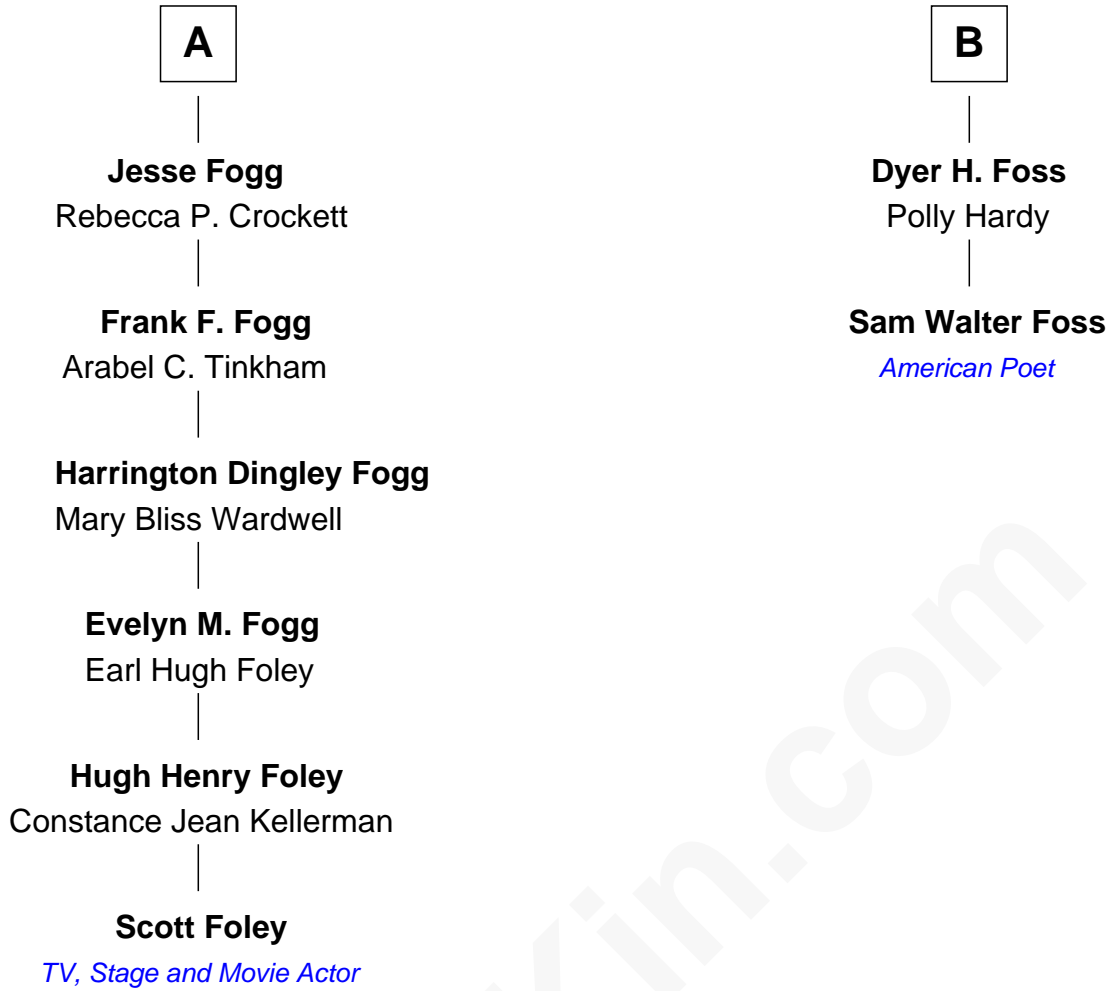 A
Jesse Fogg
Rebecca P. Crockett
Frank F. Fogg
Arabel C. Tinkham
Harrington Dingley Fogg
Mary Bliss Wardwell
Evelyn M. Fogg
Earl Hugh Foley
Hugh Henry Foley
Constance Jean Kellerman
Scott Foley
TV, Stage and Movie Actor
B
Dyer H. Foss
Polly Hardy
Sam Walter Foss
American Poet